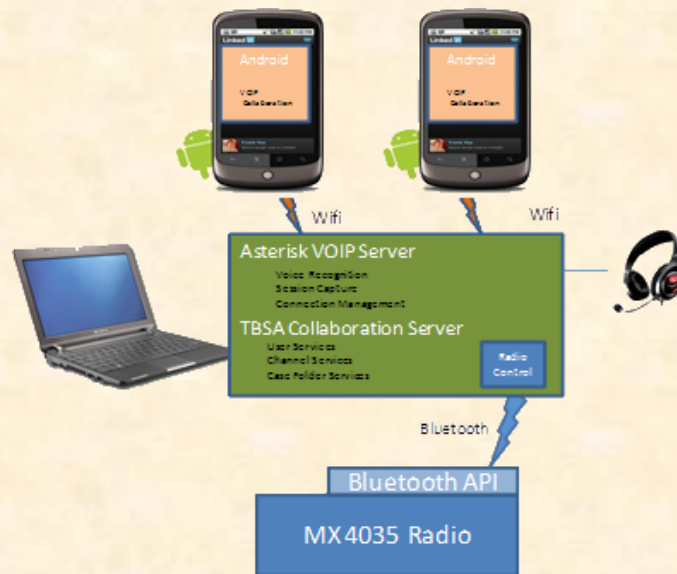 Android
VOIP
Collaboration
Android
VOIP
Collaboration
Wifi
Wifi
Asterisk VOIP Server
Voice Recognition
Session Capture
Connection Management
TBSA Collaboration Server
User Services
Channel Services
Case Folder Services
Radio
Control
Bluetooth
Bluetooth API
MX4035 Radio